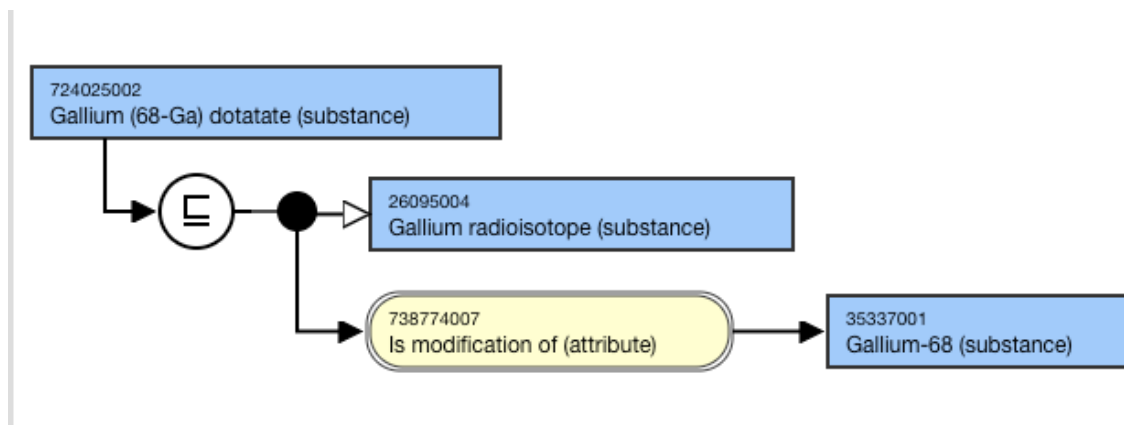 724025002
Gallium (68-Ga) dotatate (substance)
⊑
26095004
Gallium radioisotope (substance)
738774007
Is modification of (attribute)
35337001
Gallium-68 (substance)